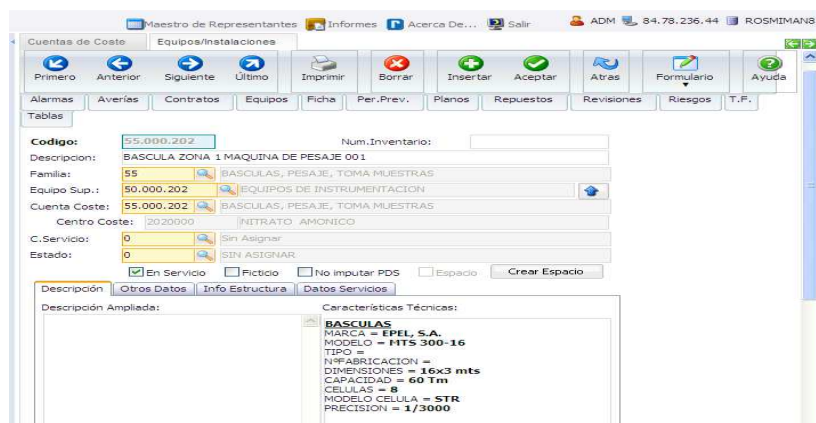 Maestro de Representantes Informes Acerca De... Salir ADM 84.78.236.44 ROSMIMAN8
Cuentas de Coste Equipos/Instalaciones
Primero Anterior Siguiente Último Imprimir Borrar Insertar Aceptar Atras Formulario Ayuda
Alarmas Averías Contratos Equipos Ficha Per.Prev. Planos Repuestos Revisiones Riesgos T.F.
Tablas
Codigo: 55.000.202 Num.Inventario:
Descripcion: BASCULA ZONA 1 MAQUINA DE PESAJE 001
Familia: 55 BASCULAS, PESAJE, TOMA MUESTRAS
Equipo Sup.: 50.000.202 EQUIPOS DE INSTRUMENTACION
Cuenta Coste: 55.000.202 BASCULAS, PESAJE, TOMA MUESTRAS
Centro Coste: 2020000 NITRATO AMONICO
C.Servicio: 0 Sin Asignar
Estado: 0 SIN ASIGNAR
En Servicio Ficticio No imputar PDS Espacio Crear Espacio
Descripción Otros Datos Info Estructura Datos Servicios
Descripción Ampliada: Características Técnicas:
BASCULAS
MARCA = EPEL, S.A.
MODELO = MTS 300-16
TIPO =
NºFABRICACION =
DIMENSIONES = 16x3 mts
CAPACIDAD = 60 Tm
CELULAS = 8
MODELO CELULA = STR
PRECISION = 1/3000